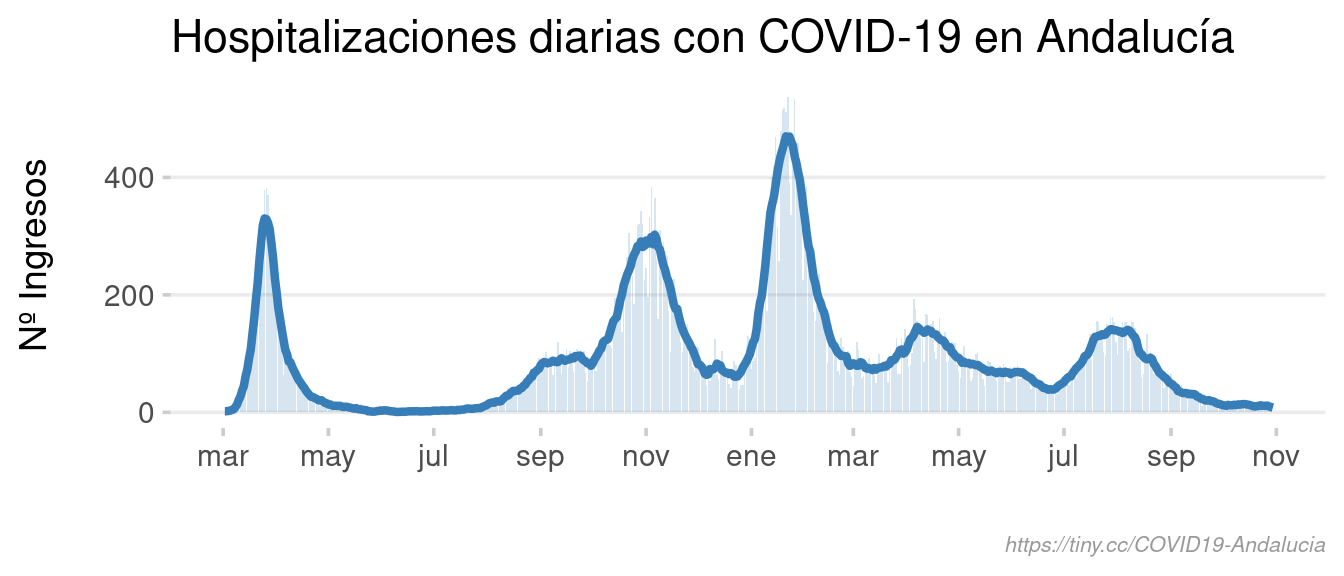 Hospitalizaciones diarias con COVID-19 en Andalucía
Nº Ingresos
400
200
0
mar may jul sep nov ene mar may jul sep nov
https://tiny.cc/COVID19-Andalucia